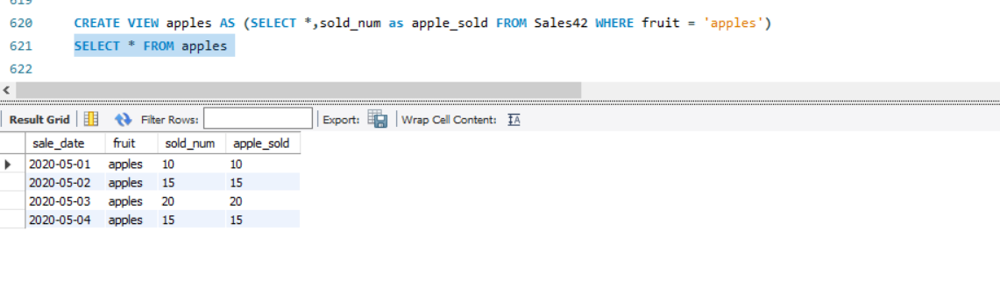 619
620 CREATE VIEW apples AS (SELECT *,sold_num as apple_sold FROM Sales42 WHERE fruit = 'apples')
621 SELECT * FROM apples
622
Result Grid Filter Rows: Export: Wrap Cell Content:
sale_date fruit sold_num apple_sold
2020-05-01 apples 10 10
2020-05-02 apples 15 15
2020-05-03 apples 20 20
2020-05-04 apples 15 15